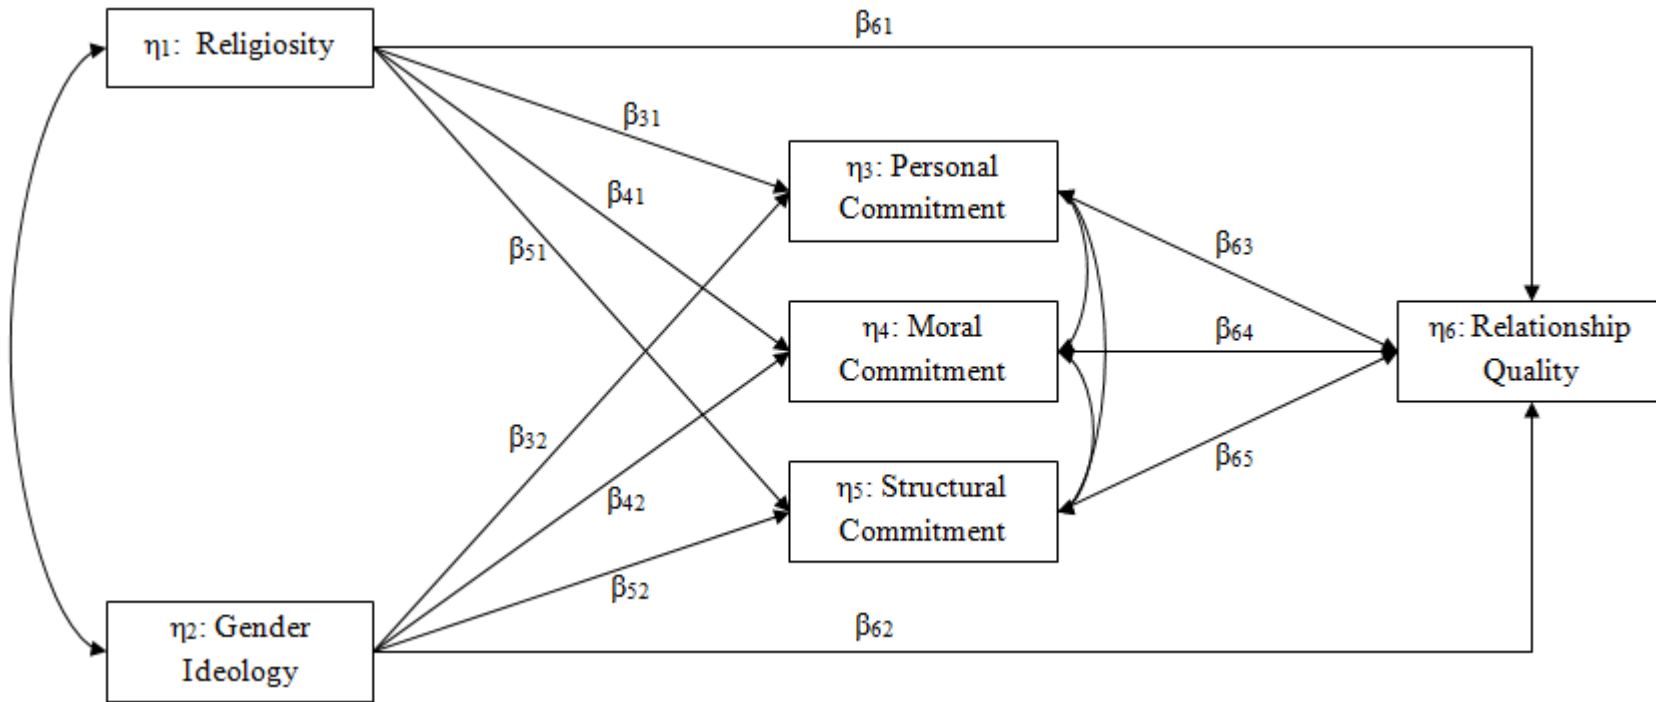 β61
η1: Religiosity
β31
η3: Personal
Commitment
β41
β51
β63
η4: Moral
Commitment
β64
η6: Relationship
Quality
β32
β42
η5: Structural
Commitment
β65
β52
η2: Gender
Ideology
β62